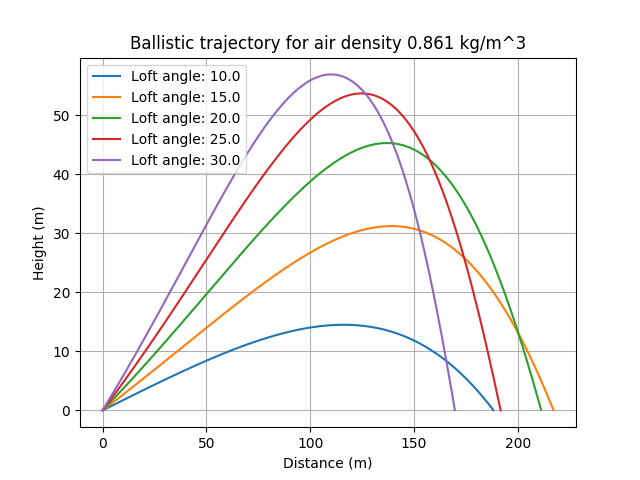 Ballistic trajectory for air density 0.861 kg/m^3
Loft angle: 10.0
Loft angle: 15.0
Loft angle: 20.0
Loft angle: 25.0
Loft angle: 30.0
Height (m)
50
40
30
20
10
0
0 50 100 150 200
Distance (m)